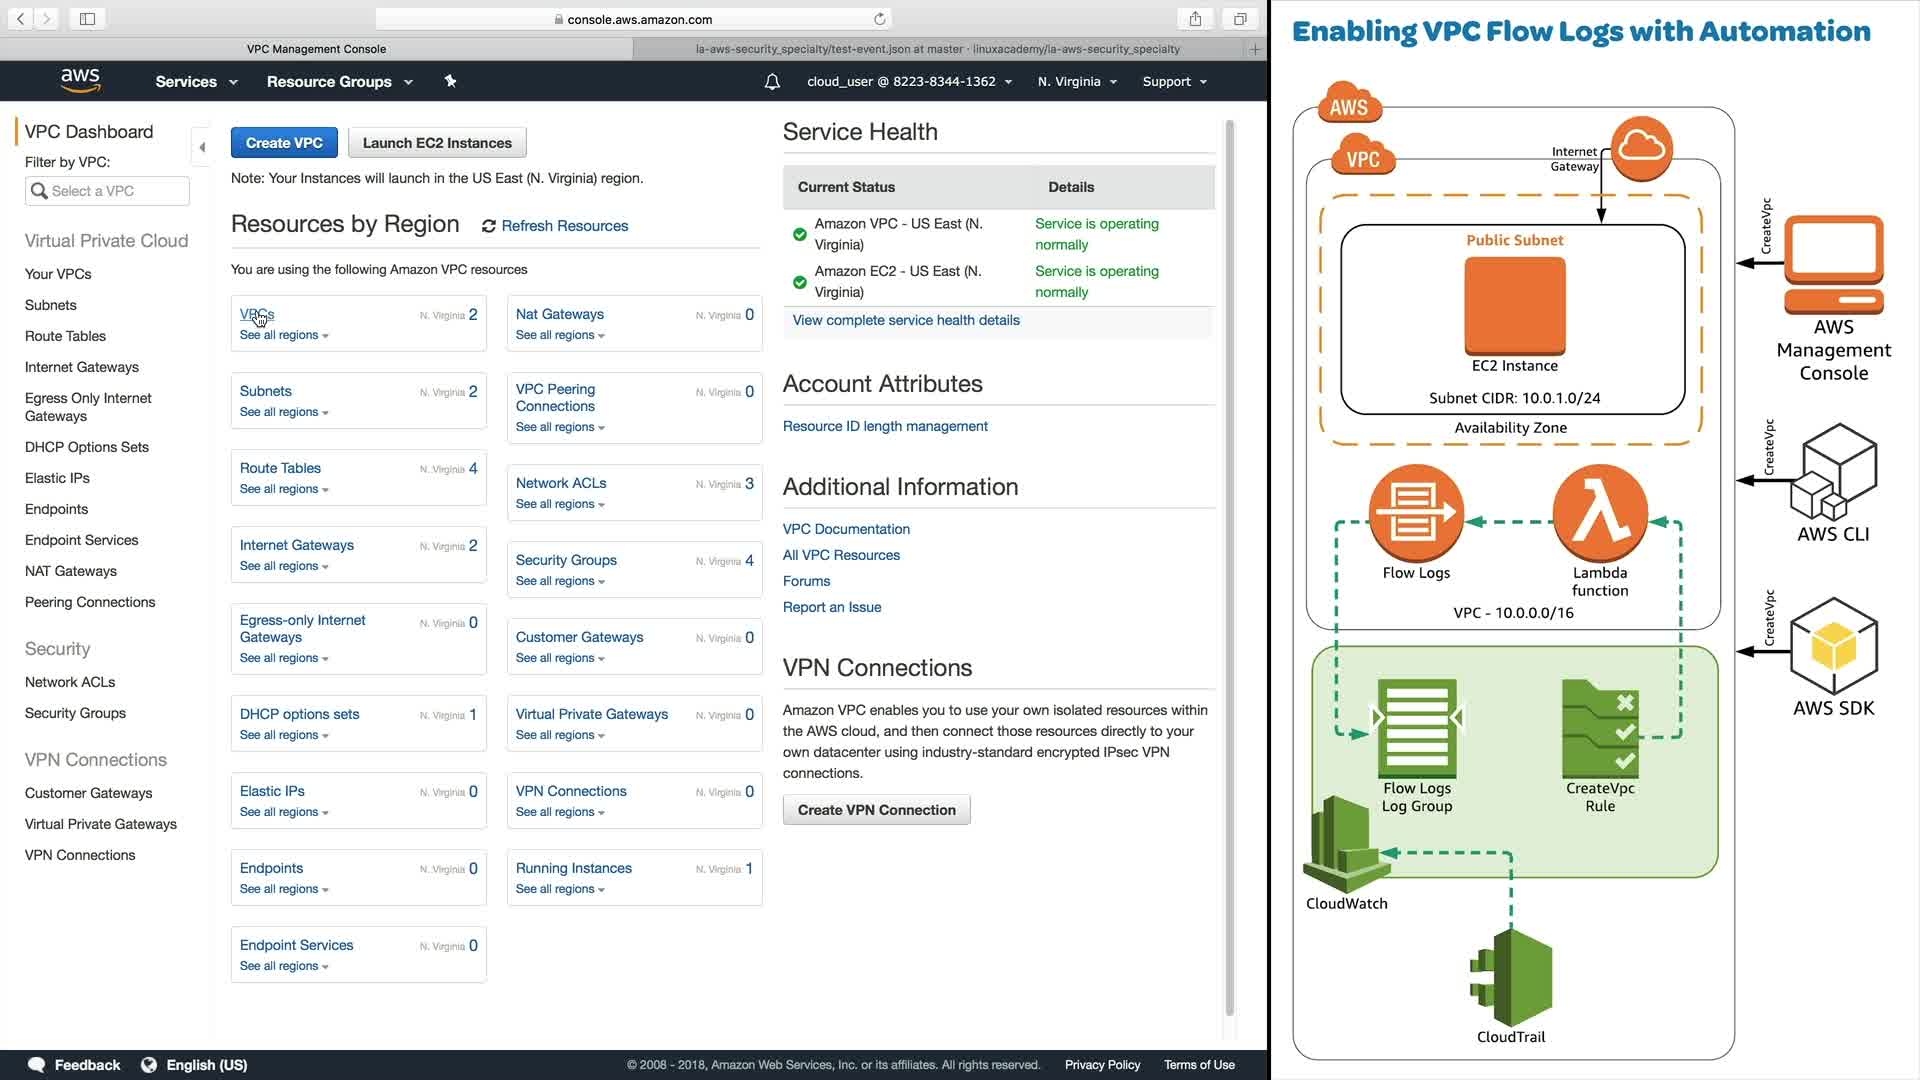 console.aws.amazon.com
VPC Management Console
la-aws-security_specialty/test-event.json at master · linuxacademy/la-aws-security_specialty
aws
Services
Resource Groups
cloud_user @ 8223-8344-1362
N. Virginia
Support
VPC Dashboard
Filter by VPC:
Select a VPC
Virtual Private Cloud
Your VPCs
Subnets
Route Tables
Internet Gateways
Egress Only Internet
Gateways
DHCP Options Sets
Elastic IPs
Endpoints
Endpoint Services
NAT Gateways
Peering Connections
Security
Network ACLs
Security Groups
VPN Connections
Customer Gateways
Virtual Private Gateways
VPN Connections
Create VPC
Launch EC2 Instances
Note: Your Instances will launch in the US East (N. Virginia) region.
Resources by Region
Refresh Resources
You are using the following Amazon VPC resources
VPCs N. Virginia 2
See all regions
Subnets N. Virginia 2
See all regions
Route Tables N. Virginia 4
See all regions
Internet Gateways N. Virginia 2
See all regions
Egress-only Internet
Gateways N. Virginia 0
See all regions
DHCP options sets N. Virginia 1
See all regions
Elastic IPs N. Virginia 0
See all regions
Endpoints N. Virginia 0
See all regions
Endpoint Services N. Virginia 0
See all regions
Nat Gateways N. Virginia 0
See all regions
VPC Peering
Connections N. Virginia 0
See all regions
Network ACLs N. Virginia 3
See all regions
Security Groups N. Virginia 4
See all regions
Customer Gateways N. Virginia 0
See all regions
Virtual Private Gateways N. Virginia 0
See all regions
VPN Connections N. Virginia 0
See all regions
Running Instances N. Virginia 1
See all regions
Service Health
Current Status Details
Amazon VPC - US East (N.
Virginia)
Service is operating
normally
Amazon EC2 - US East (N.
Virginia)
Service is operating
normally
View complete service health details
Account Attributes
Resource ID length management
Additional Information
VPC Documentation
All VPC Resources
Forums
Report an Issue
VPN Connections
Amazon VPC enables you to use your own isolated resources within
the AWS cloud, and then connect those resources directly to your
own datacenter using industry-standard encrypted IPsec VPN
connections.
Create VPN Connection
Feedback
English (US)
© 2008 - 2018, Amazon Web Services, Inc. or its affiliates. All rights reserved.
Privacy Policy
Terms of Use
Enabling VPC Flow Logs with Automation
AWS
VPC
Internet
Gateway
Public Subnet
EC2 Instance
Subnet CIDR: 10.0.1.0/24
Availability Zone
Flow Logs
Lambda
function
VPC - 10.0.0.0/16
Flow Logs
Log Group
CreateVpc
Rule
CloudWatch
CloudTrail
CreateVpc
AWS
Management
Console
CreateVpc
AWS CLI
CreateVpc
AWS SDK